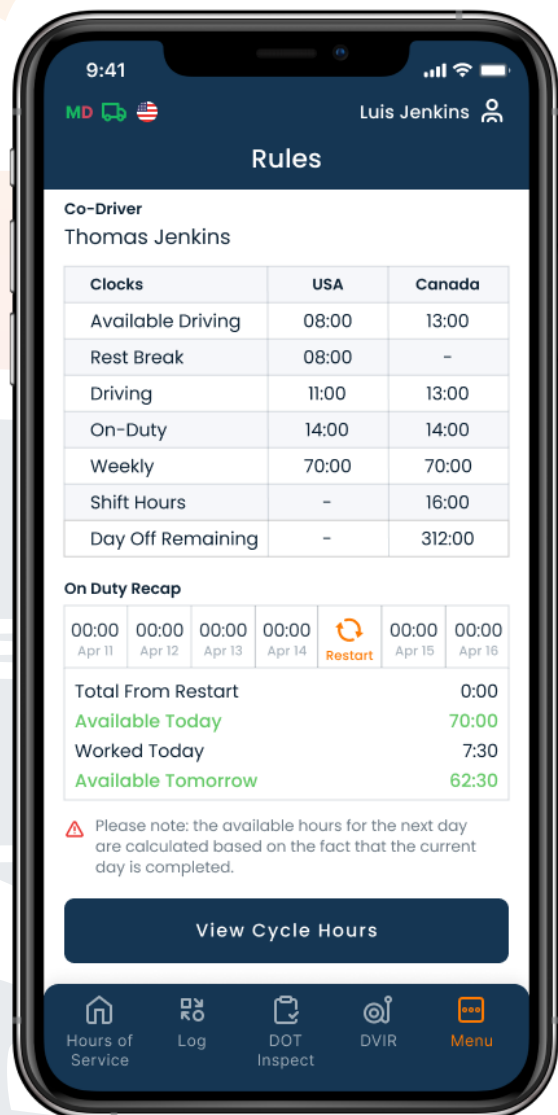 9:41
MD Luis Jenkins
Rules
Co-Driver
Thomas Jenkins
Clocks USA Canada
Available Driving 08:00 13:00
Rest Break 08:00 -
Driving 11:00 13:00
On-Duty 14:00 14:00
Weekly 70:00 70:00
Shift Hours - 16:00
Day Off Remaining - 312:00
On Duty Recap
00:00 00:00 00:00 00:00 00:00 00:00
Apr 11 Apr 12 Apr 13 Apr 14 Restart Apr 15 Apr 16
Total From Restart 0:00
Available Today 70:00
Worked Today 7:30
Available Tomorrow 62:30
Please note: the available hours for the next day
are calculated based on the fact that the current
day is completed.
View Cycle Hours
Hours of Log DOT DVIR Menu
Service Inspect